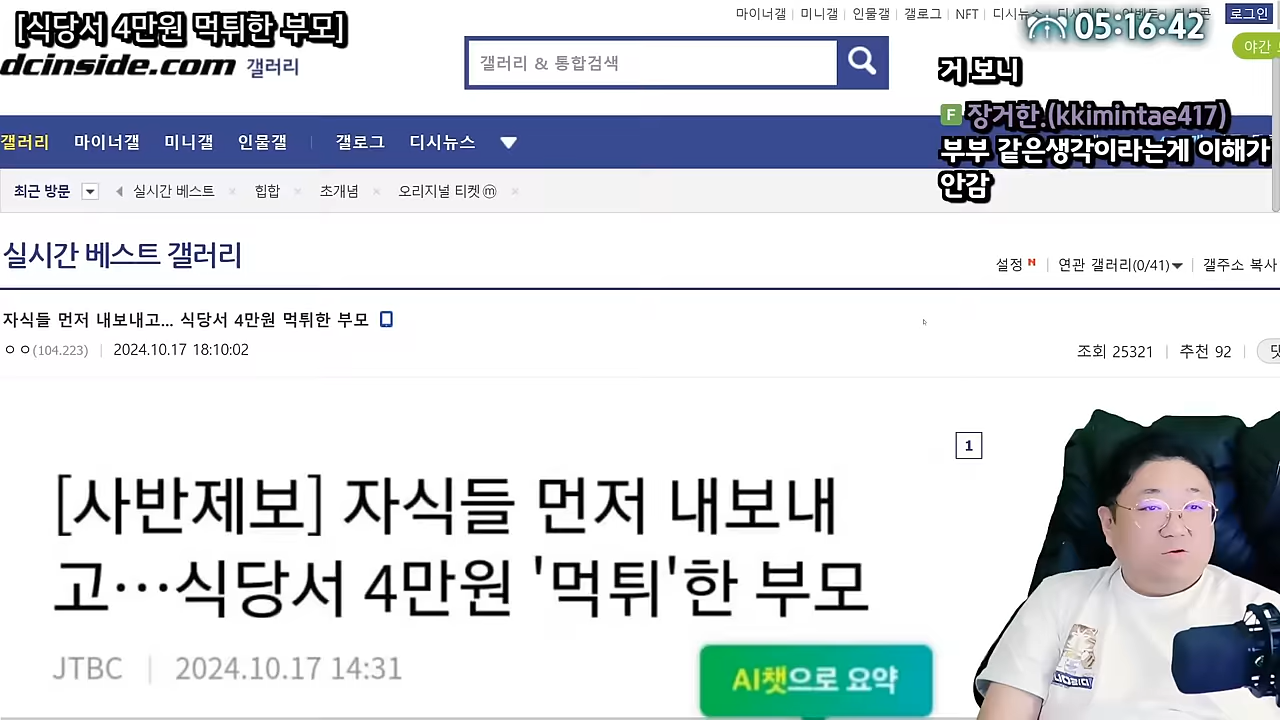 [식당서 4만원 먹튀한 부모]
dcinside.com 갤러리
갤러리 & 통합검색
마이너갤 | 미니갤 | 인물갤 | 갤로그 | NFT | 디시뉴스
로그인
05:16:42
야간
거 보니
F 장거한.(kkimintae417)
부부 같은생각이라는게 이해가
안감
갤러리 마이너갤 미니갤 인물갤 | 갤로그 디시뉴스
최근 방문 실시간 베스트 × 힙합 × 초개념 × 오리지널 티켓ⓜ ×
실시간 베스트 갤러리
설정 N | 연관 갤러리(0/41) | 갤주소 복사
자식들 먼저 내보내고... 식당서 4만원 먹튀한 부모
ㅇㅇ(104.223) | 2024.10.17 18:10:02
조회 25321 | 추천 92 |
1
[사반제보] 자식들 먼저 내보내
고…식당서 4만원 '먹튀'한 부모
JTBC | 2024.10.17 14:31
AI챗으로 요약